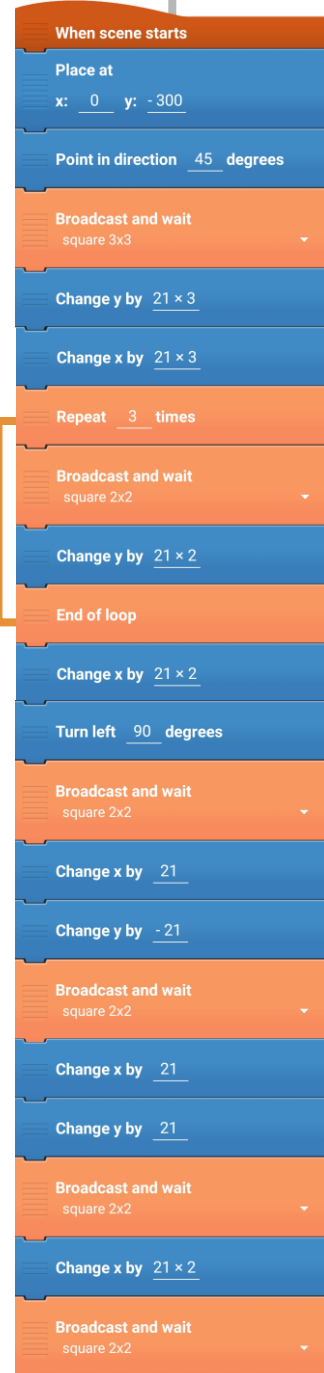 When scene starts
Place at
x: 0 y: - 300
Point in direction 45 degrees
Broadcast and wait
square 3x3
Change y by 21 × 3
Change x by 21 × 3
Repeat 3 times
Broadcast and wait
square 2x2
Change y by 21 × 2
End of loop
Change x by 21 × 2
Turn left 90 degrees
Broadcast and wait
square 2x2
Change x by 21
Change y by - 21
Broadcast and wait
square 2x2
Change x by 21
Change y by 21
Broadcast and wait
square 2x2
Change x by 21 × 2
Broadcast and wait
square 2x2